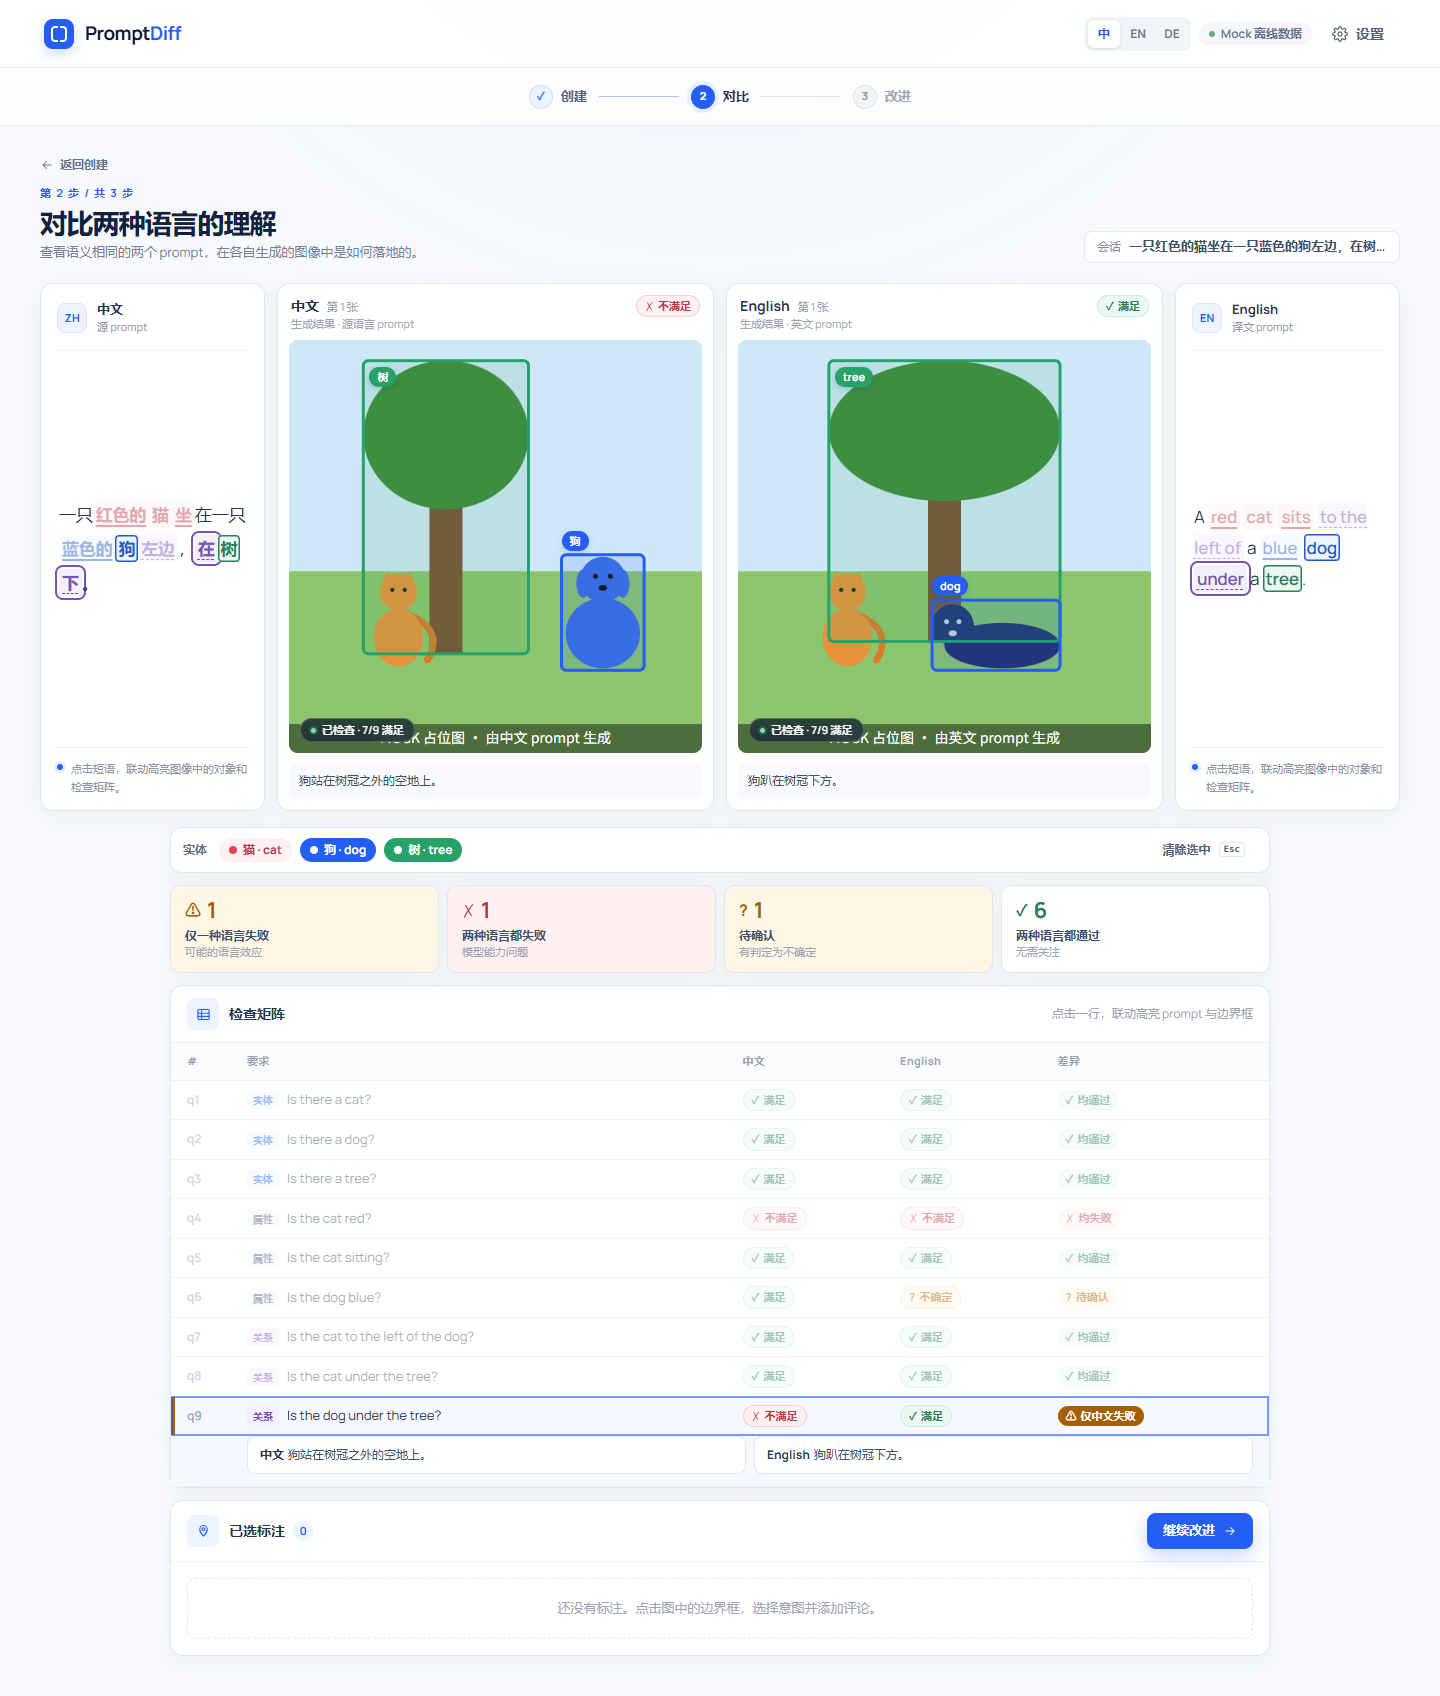 PromptDiff
中 EN DE Mock 离线数据 设置
✓ 创建 2 对比 3 改进
← 返回创建
第 2 步 / 共 3 步
对比两种语言的理解
查看语义相同的两个 prompt，在各自生成的图像中是如何落地的。
会话 一只红色的猫坐在一只蓝色的狗左边，在树...
ZH 中文
源 prompt
一只红色的猫坐在一只
蓝色的狗左边，在树
下。
点击短语，联动高亮图像中的对象和
检查矩阵。
中文 第1张
✗ 不满足
生成结果 · 源语言 prompt
树
狗
已检查 · 7/9 满足
占位图 · 由中文 prompt 生成
狗站在树冠之外的空地上。
English 第1张
✓ 满足
生成结果 · 英文 prompt
tree
dog
已检查 · 7/9 满足
占位图 · 由英文 prompt 生成
狗趴在树冠下方。
EN English
译文 prompt
A red cat sits to the
left of a blue dog
under a tree.
点击短语，联动高亮图像中的对象和
检查矩阵。
实体 猫 · cat 狗 · dog 树 · tree 清除选中 Esc
1
仅一种语言失败
可能的语言效应
✗ 1
两种语言都失败
模型能力问题
? 1
待确认
有判定为不确定
✓ 6
两种语言都通过
无需关注
检查矩阵 点击一行，联动高亮 prompt 与边界框
# 要求 中文 English 差异
q1 实体 Is there a cat? ✓ 满足 ✓ 满足 ✓ 均通过
q2 实体 Is there a dog? ✓ 满足 ✓ 满足 ✓ 均通过
q3 实体 Is there a tree? ✓ 满足 ✓ 满足 ✓ 均通过
q4 属性 Is the cat red? ✗ 不满足 ✗ 不满足 ✗ 均失败
q5 属性 Is the cat sitting? ✓ 满足 ✓ 满足 ✓ 均通过
q6 属性 Is the dog blue? ✓ 满足 ? 不确定 ? 待确认
q7 关系 Is the cat to the left of the dog? ✓ 满足 ✓ 满足 ✓ 均通过
q8 关系 Is the cat under the tree? ✓ 满足 ✓ 满足 ✓ 均通过
q9 关系 Is the dog under the tree? ✗ 不满足 ✓ 满足 ⚠ 仅中文失败
中文 狗站在树冠之外的空地上。 English 狗趴在树冠下方。
已选标注 0 继续改进 →
还没有标注。点击图中的边界框，选择意图并添加评论。